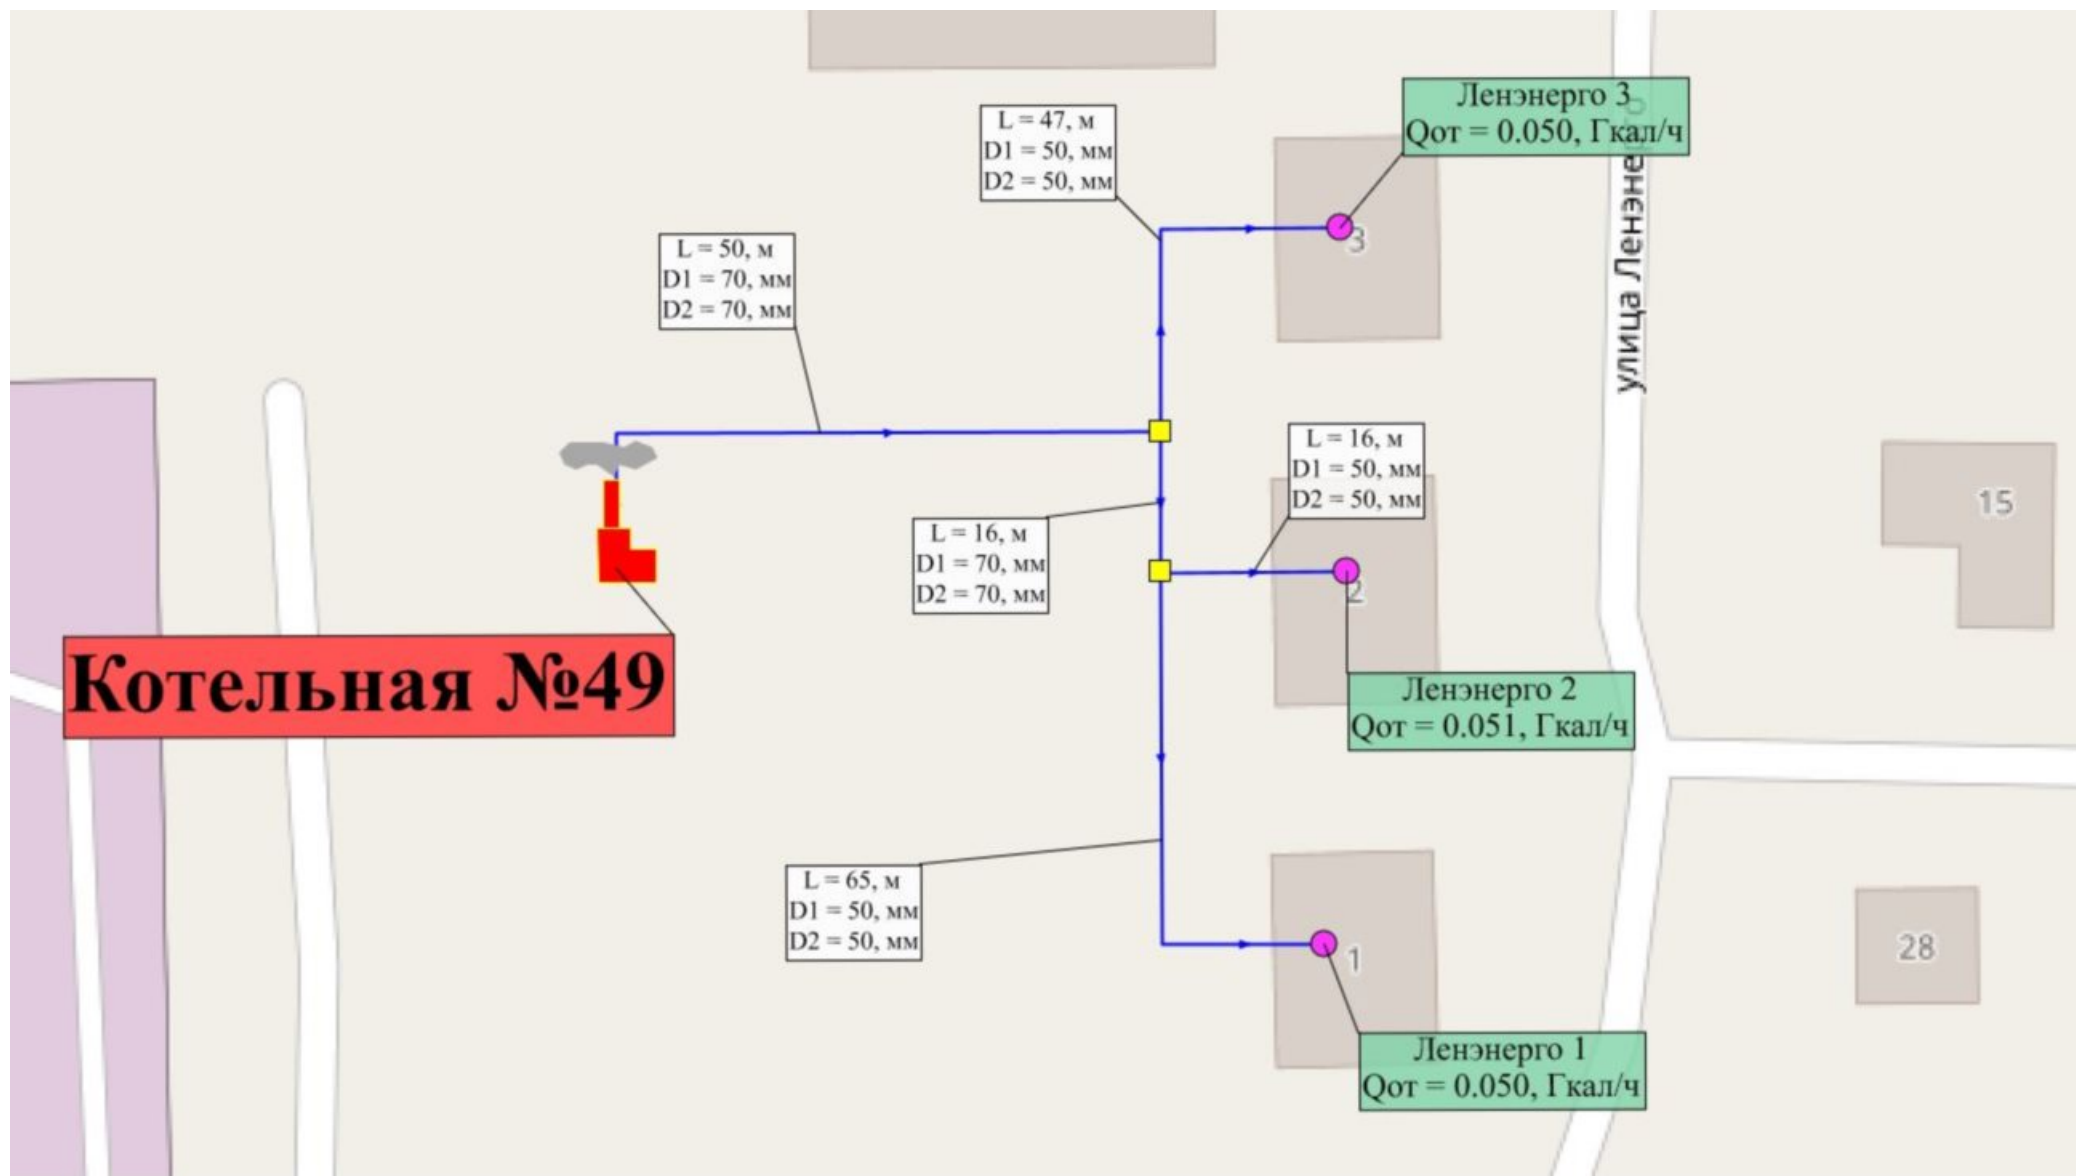 Ленэнерго 3
Qот = 0.050, Гкал/ч
L = 47, м
D1 = 50, мм
D2 = 50, мм
улица Ленэнерго
3
L = 50, м
D1 = 70, мм
D2 = 70, мм
L = 16, м
D1 = 50, мм
D2 = 50, мм
15
L = 16, м
D1 = 70, мм
D2 = 70, мм
2
Котельная №49
Ленэнерго 2
Qот = 0.051, Гкал/ч
L = 65, м
D1 = 50, мм
D2 = 50, мм
1
28
Ленэнерго 1
Qот = 0.050, Гкал/ч